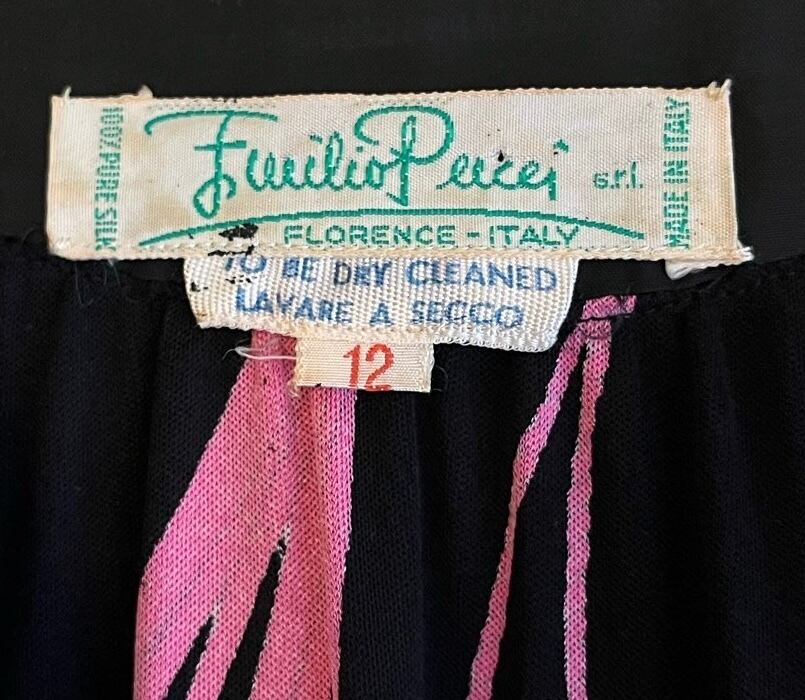 100% PURE SILK
Emilio Pucci s.r.l.
FLORENCE - ITALY
MADE IN ITALY
TO BE DRY CLEANED
LAVARE A SECCO
12